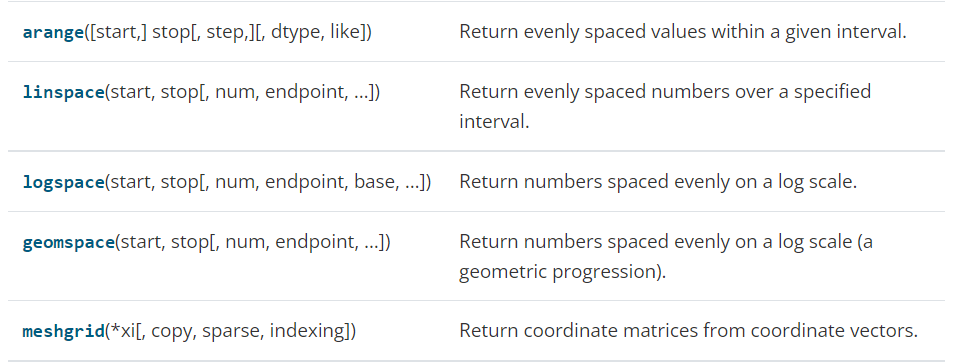 arange([start,] stop[, step,][, dtype, like]) Return evenly spaced values within a given interval.
linspace(start, stop[, num, endpoint, ...]) Return evenly spaced numbers over a specified
interval.
logspace(start, stop[, num, endpoint, base, ...]) Return numbers spaced evenly on a log scale.
geomspace(start, stop[, num, endpoint, ...]) Return numbers spaced evenly on a log scale (a
geometric progression).
meshgrid(*xi[, copy, sparse, indexing]) Return coordinate matrices from coordinate vectors.